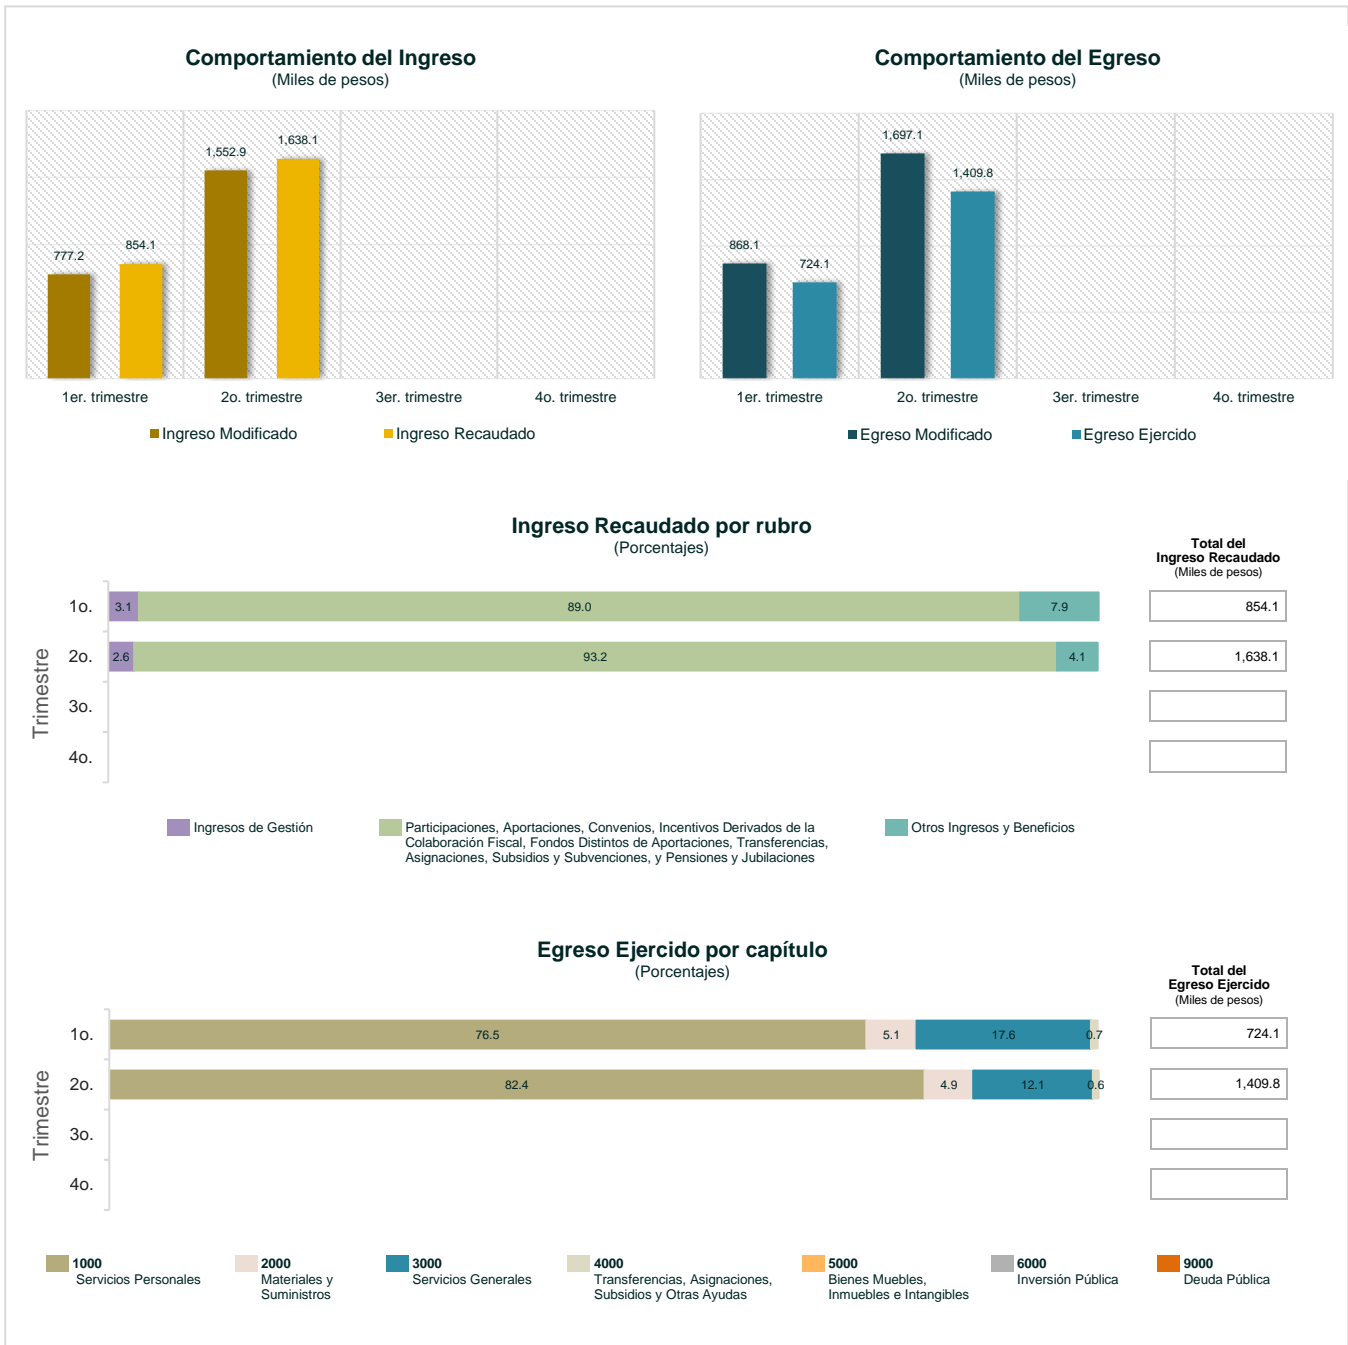 Comportamiento del Ingreso
(Miles de pesos)
777.2
854.1
1,552.9
1,638.1
1er. trimestre
2o. trimestre
3er. trimestre
4o. trimestre
Ingreso Modificado
Ingreso Recaudado
Comportamiento del Egreso
(Miles de pesos)
868.1
724.1
1,697.1
1,409.8
1er. trimestre
2o. trimestre
3er. trimestre
4o. trimestre
Egreso Modificado
Egreso Ejercido
Ingreso Recaudado por rubro
(Porcentajes)
Total del
Ingreso Recaudado
(Miles de pesos)
Trimestre
1o.
3.1
89.0
7.9
854.1
2o.
2.6
93.2
4.1
1,638.1
3o.
4o.
Ingresos de Gestión
Participaciones, Aportaciones, Convenios, Incentivos Derivados de la
Colaboración Fiscal, Fondos Distintos de Aportaciones, Transferencias,
Asignaciones, Subsidios y Subvenciones, y Pensiones y Jubilaciones
Otros Ingresos y Beneficios
Egreso Ejercido por capítulo
(Porcentajes)
Total del
Egreso Ejercido
(Miles de pesos)
Trimestre
1o.
76.5
5.1
17.6
0.7
724.1
2o.
82.4
4.9
12.1
0.6
1,409.8
3o.
4o.
1000
Servicios Personales
2000
Materiales y
Suministros
3000
Servicios Generales
4000
Transferencias, Asignaciones,
Subsidios y Otras Ayudas
5000
Bienes Muebles,
Inmuebles e Intangibles
6000
Inversión Pública
9000
Deuda Pública